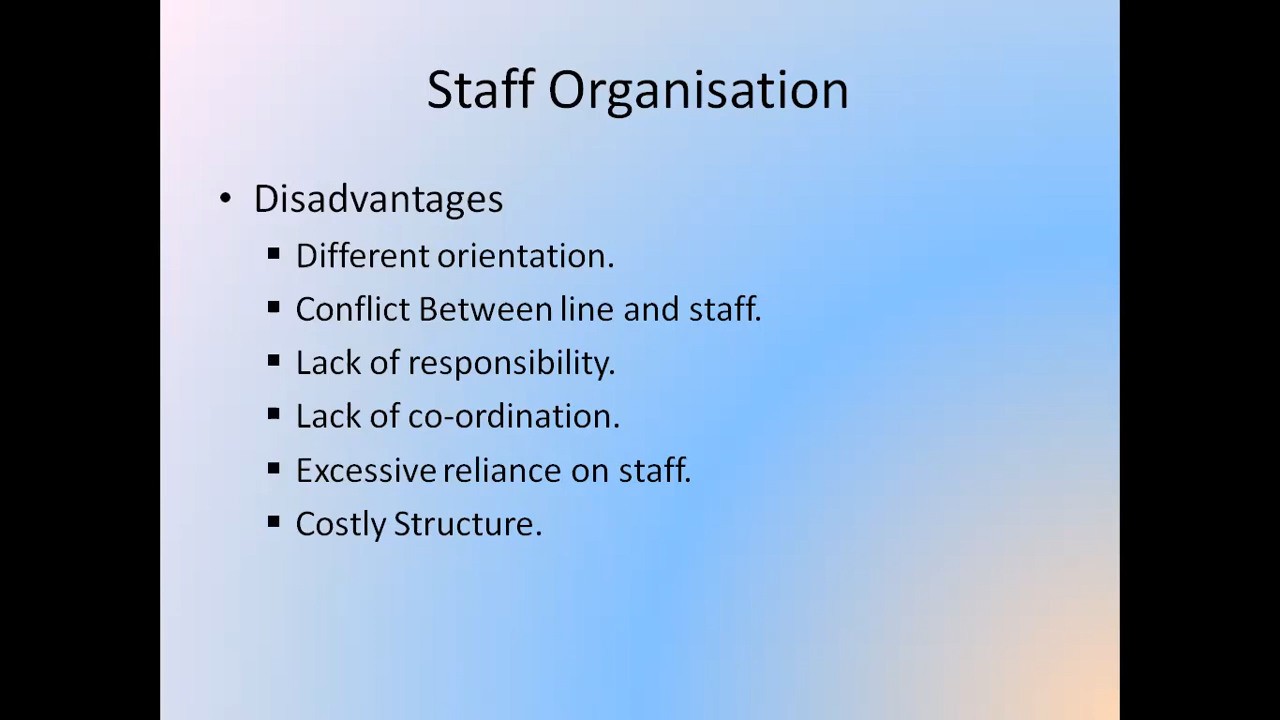 Staff Organisation
• Disadvantages
▪ Different orientation.
▪ Conflict Between line and staff.
▪ Lack of responsibility.
▪ Lack of co-ordination.
▪ Excessive reliance on staff.
▪ Costly Structure.